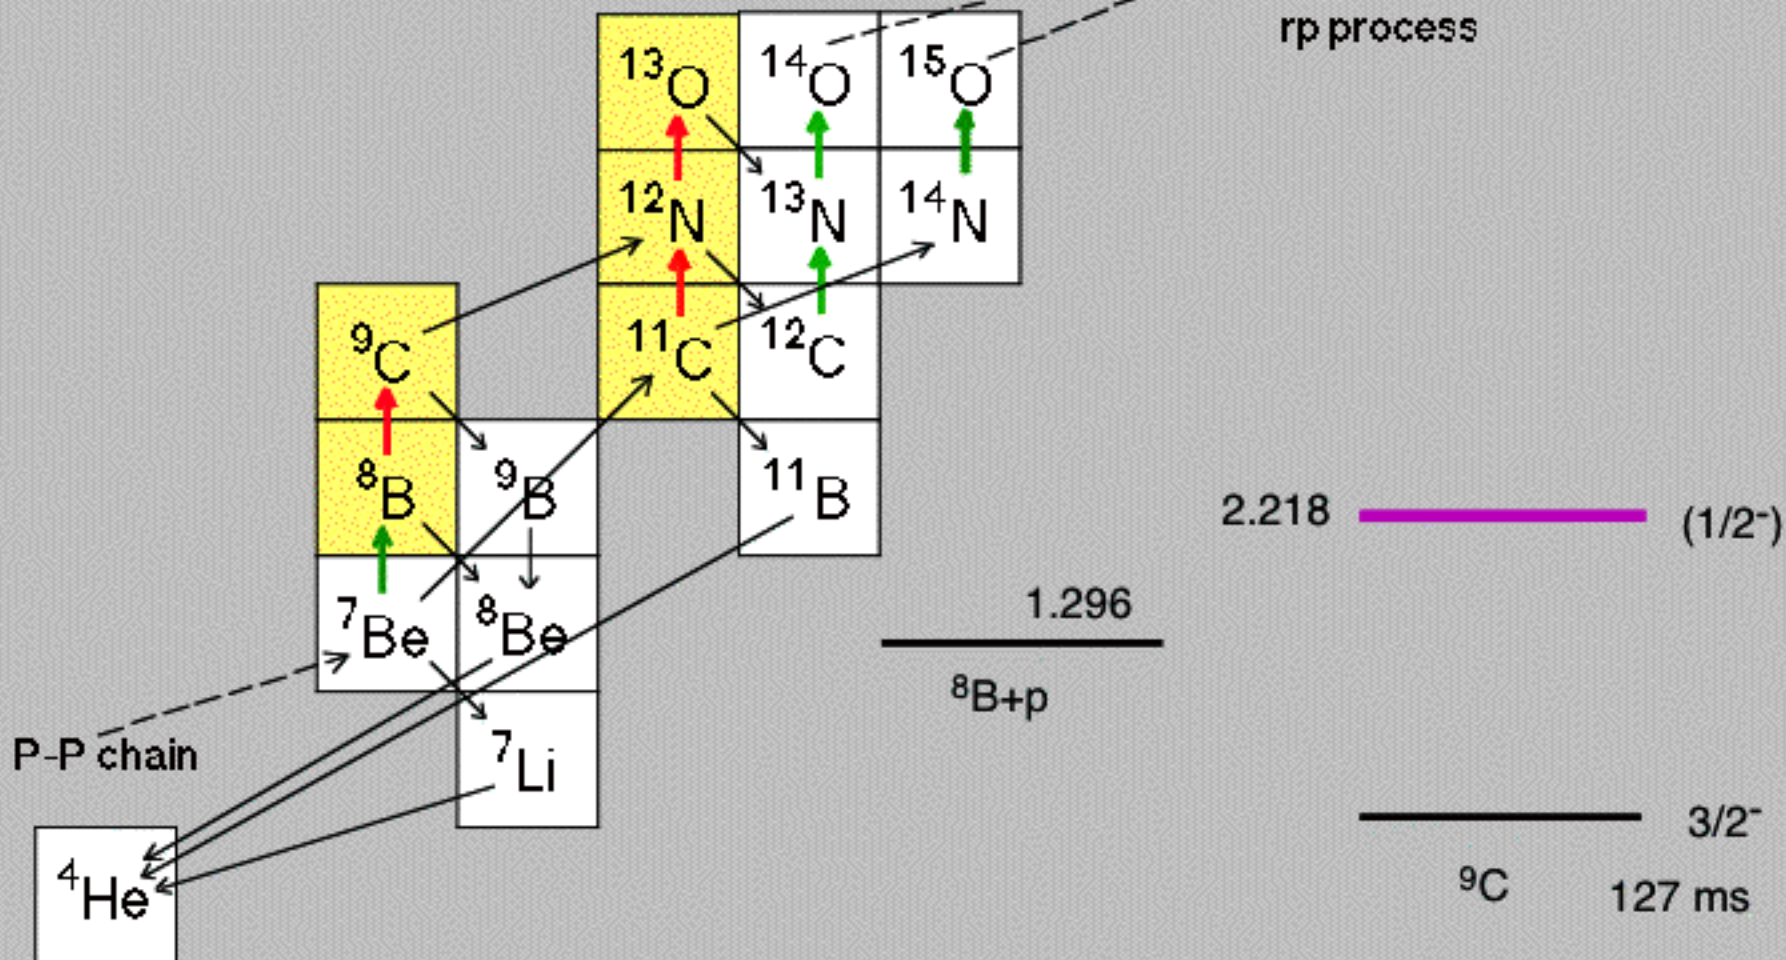 rp process
¹³O
¹⁴O
¹⁵O
¹²N
¹³N
¹⁴N
⁹C
¹¹C
¹²C
⁸B
⁹B
¹¹B
2.218
(1/2⁻)
⁷Be
⁸Be
1.296
⁸B+p
P-P chain
⁷Li
3/2⁻
⁴He
⁹C
127 ms